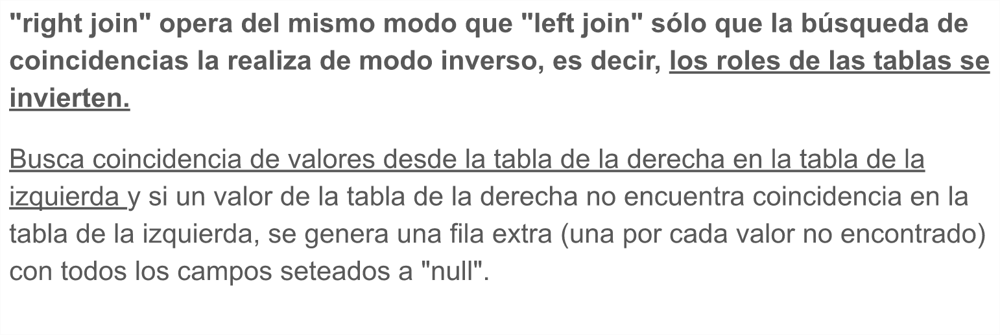 "right join" opera del mismo modo que "left join" sólo que la búsqueda de
coincidencias la realiza de modo inverso, es decir, los roles de las tablas se
invierten.
Busca coincidencia de valores desde la tabla de la derecha en la tabla de la
izquierda y si un valor de la tabla de la derecha no encuentra coincidencia en la
tabla de la izquierda, se genera una fila extra (una por cada valor no encontrado)
con todos los campos seteados a "null".